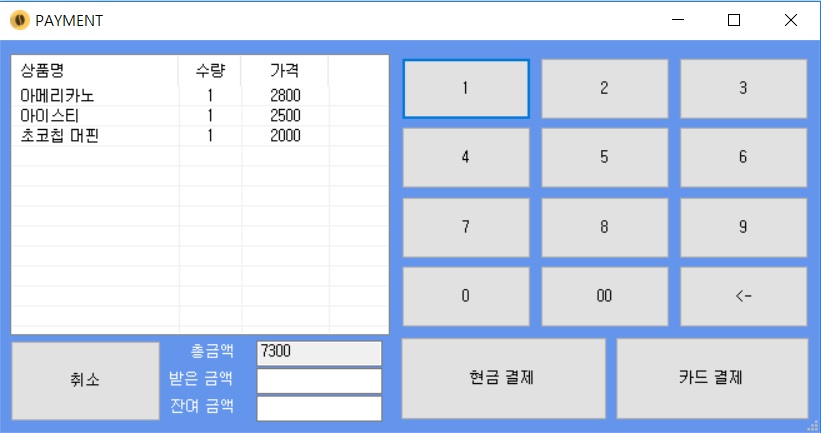 PAYMENT
상품명 수량 가격
아메리카노 1 2800
아이스티 1 2500
초코칩 머핀 1 2000
총금액 7300
받은 금액
잔여 금액
취소
1 2 3
4 5 6
7 8 9
0 00 <-
현금 결제 카드 결제